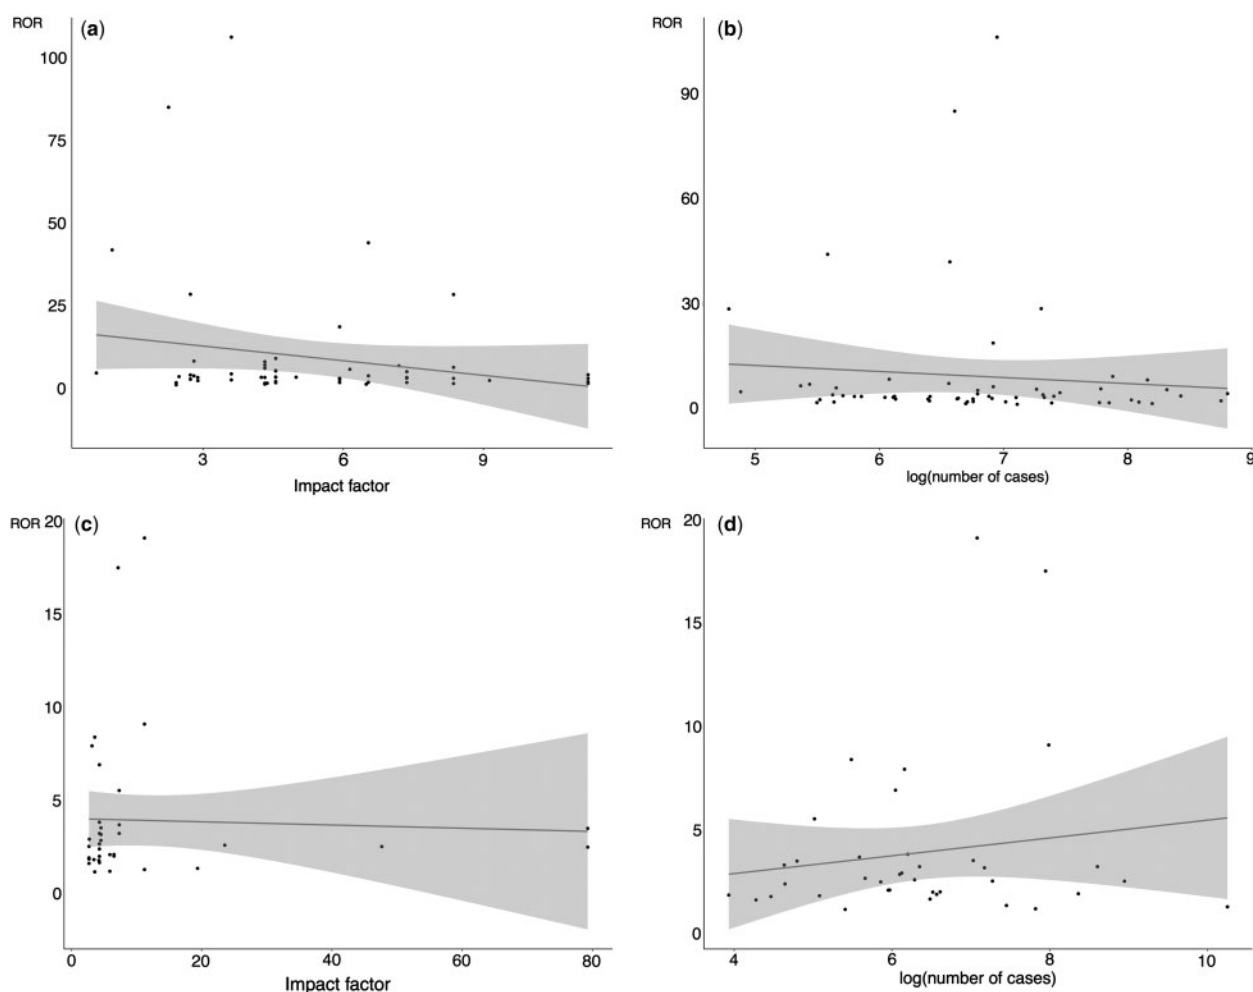 ROR (a)
100
75
50
25
0
3 6 9
Impact factor
ROR (b)
90
60
30
0
5 6 7 8 9
log(number of cases)
ROR 20 (c)
15
10
5
0
0 20 40 60 80
Impact factor
ROR 20 (d)
15
10
5
0
4 6 8 10
log(number of cases)